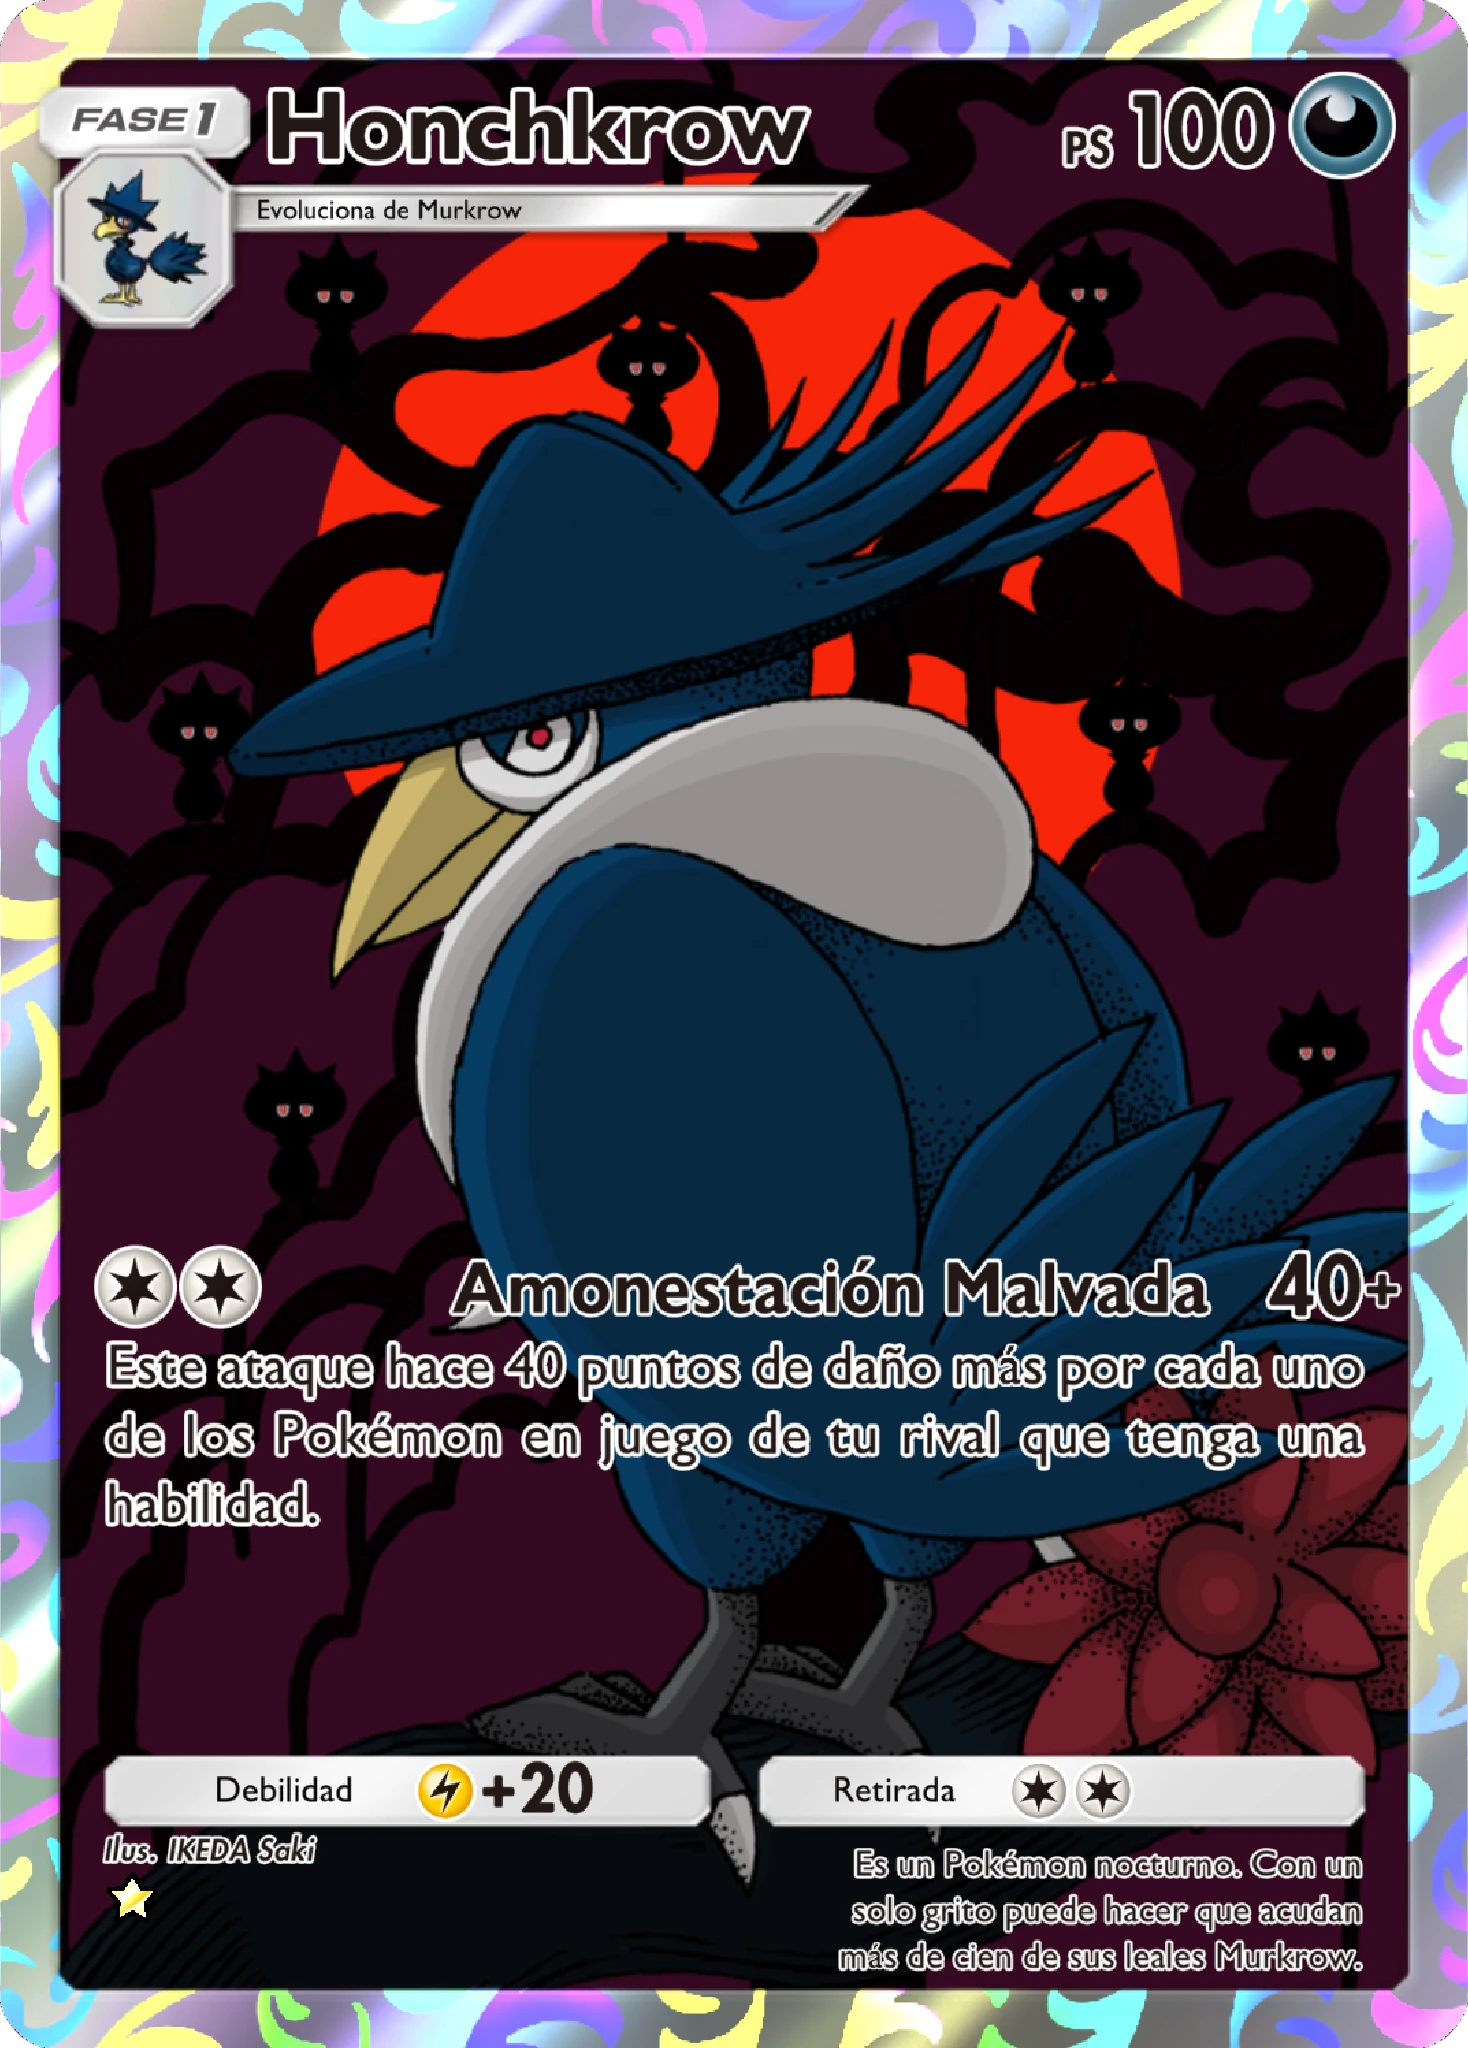 FASE 1
Honchkrow
PS 100
Evoluciona de Murkrow
Amonestación Malvada 40+
Este ataque hace 40 puntos de daño más por cada uno
de los Pokémon en juego de tu rival que tenga una
habilidad.
Debilidad +20
Retirada
Ilus. IKEDA Saki
Es un Pokémon nocturno. Con un
solo grito puede hacer que acudan
más de cien de sus leales Murkrow.